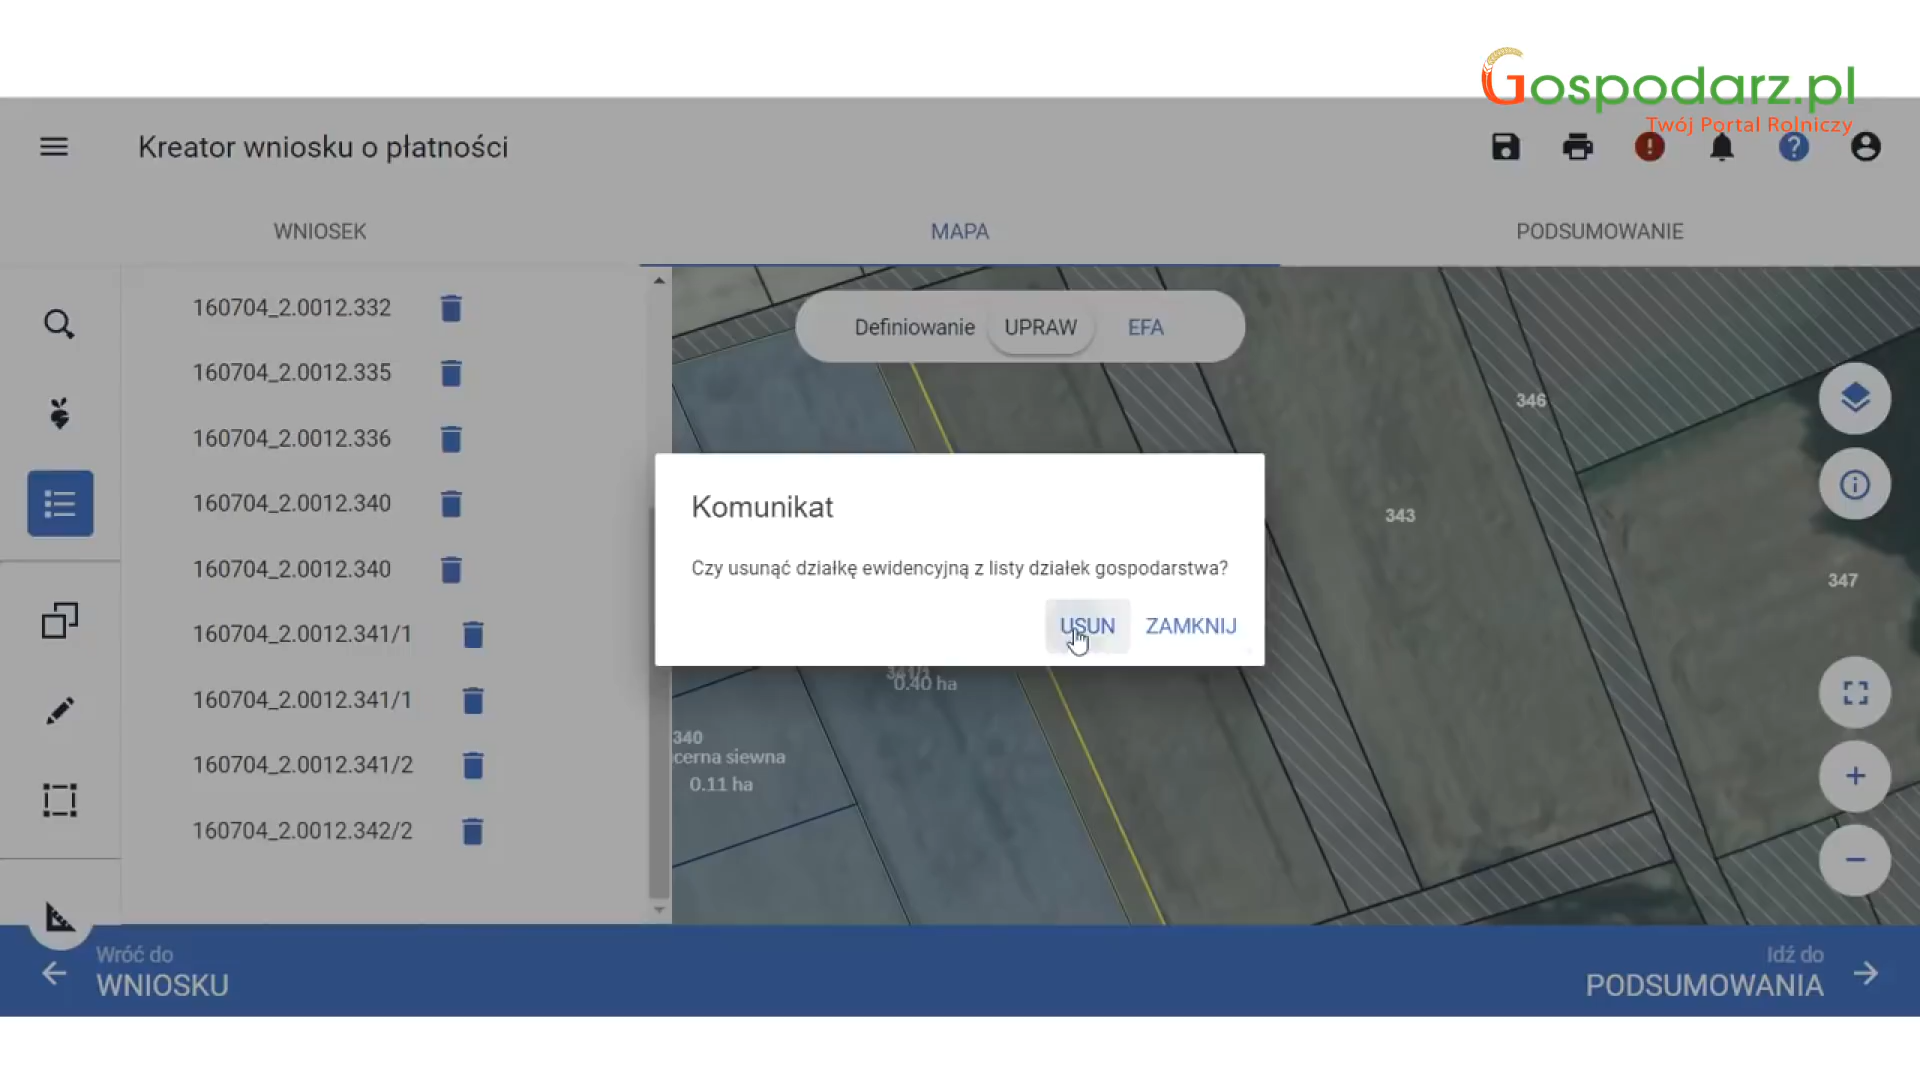 Gospodarz.pl
Twój Portal Rolniczy
Kreator wniosku o płatności
WNIOSEK
MAPA
PODSUMOWANIE
160704_2.0012.332
160704_2.0012.335
160704_2.0012.336
160704_2.0012.340
160704_2.0012.340
160704_2.0012.341/1
160704_2.0012.341/1
160704_2.0012.341/2
160704_2.0012.342/2
Definiowanie UPRAW EFA
346
343
347
Komunikat
Czy usunąć działkę ewidencyjną z listy działek gospodarstwa?
USUN ZAMKNIJ
0.40 ha
340
cerna siewna
0.11 ha
Wróć do
WNIOSKU
Idź do
PODSUMOWANIA